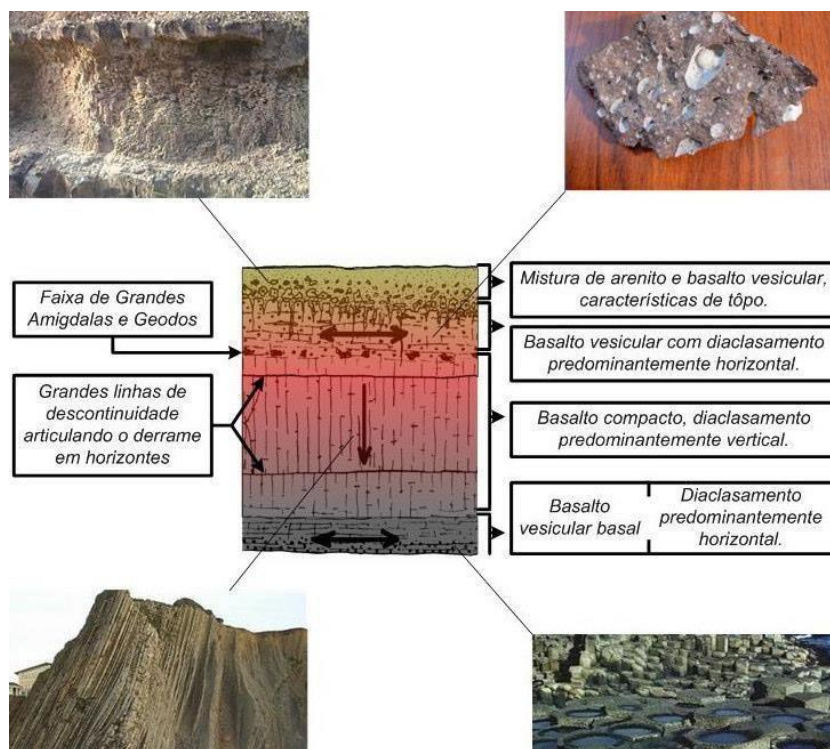 Faixa de Grandes
Amigdalas e Geodos
Grandes linhas de
descontinuidade
articulando o derrame
em horizontes
Mistura de arenito e basalto vesicular,
características de tôpo.
Basalto vesicular com diaclasamento
predominantemente horizontal.
Basalto compacto, diaclasamento
predominantemente vertical.
Basalto
vesicular basal
Diaclasamento
predominantemente
horizontal.